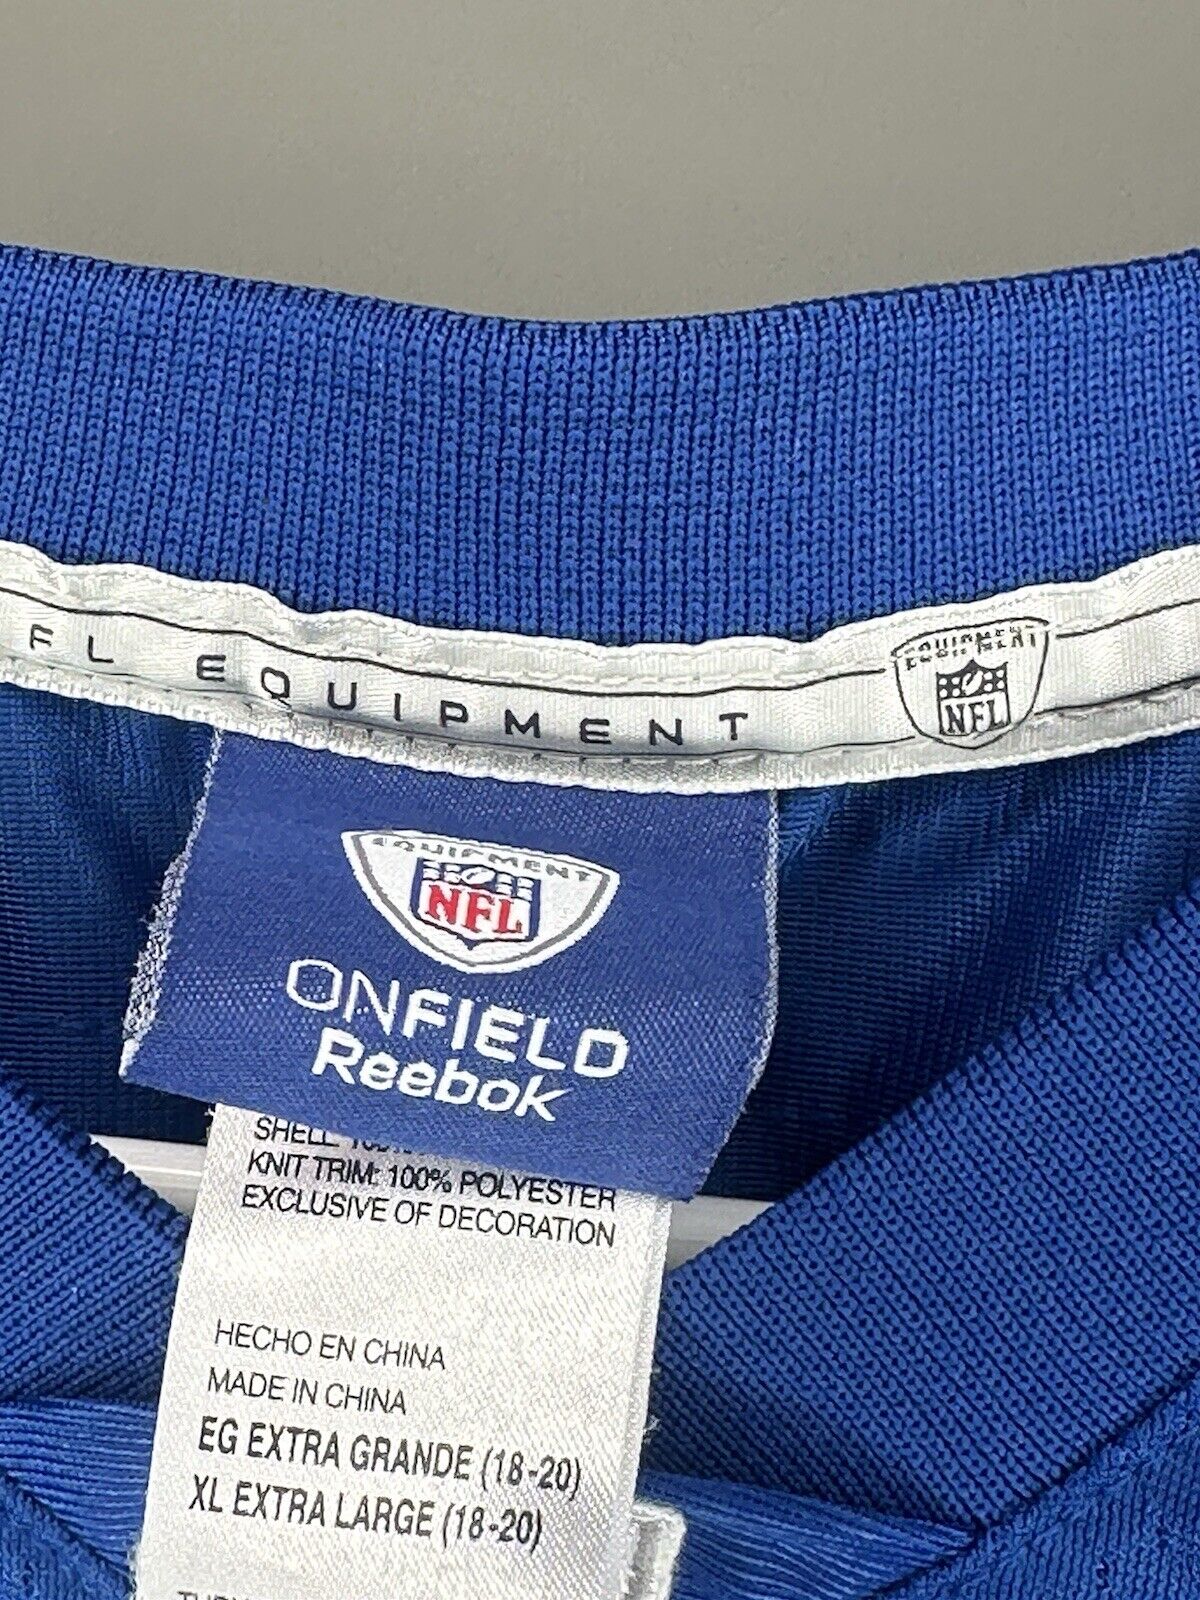 FL EQUIPMENT
EQUIPMENT
NFL
EQUIPMENT
NFL
ONFIELD
Reebok
SHELL
KNIT TRIM: 100% POLYESTER
EXCLUSIVE OF DECORATION
HECHO EN CHINA
MADE IN CHINA
EG EXTRA GRANDE (18-20)
XL EXTRA LARGE (18-20)